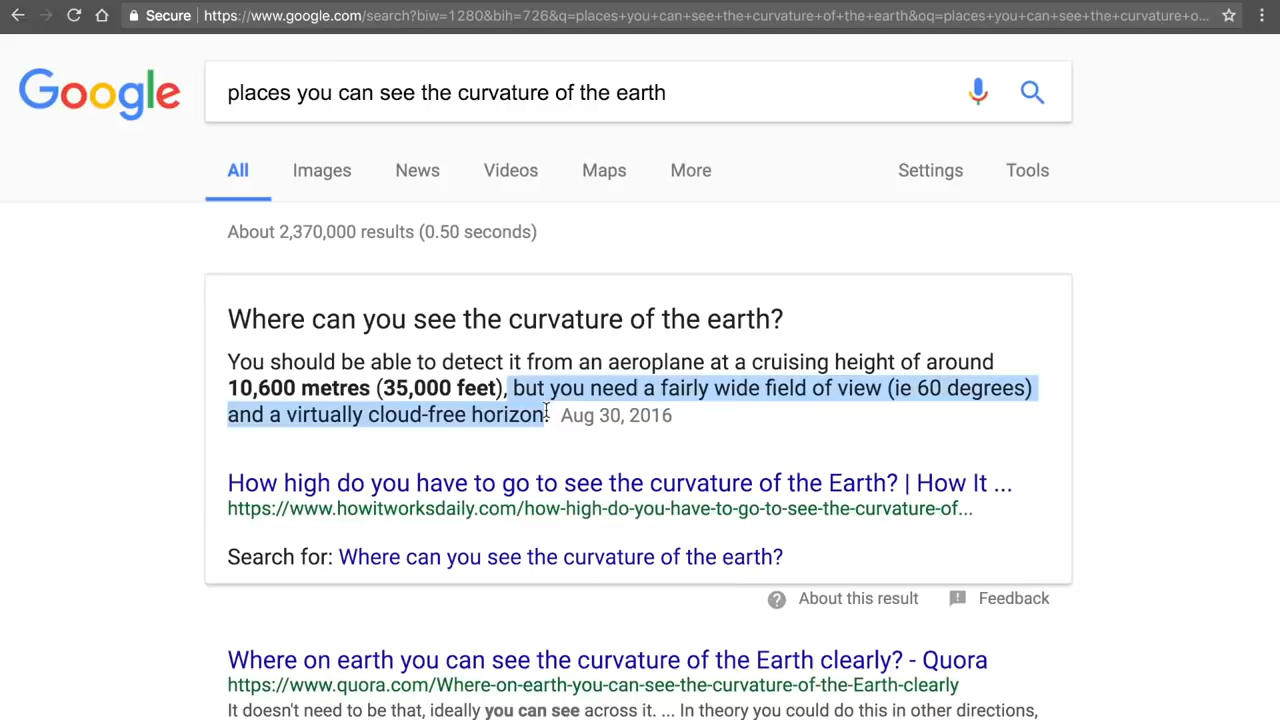 Secure https://www.google.com/search?biw=1280&bih=726&q=places+you+can+see+the+curvature+of+the+earth&oq=places+you+can+see+the+curvature+o...
Google
places you can see the curvature of the earth
All Images News Videos Maps More Settings Tools
About 2,370,000 results (0.50 seconds)
Where can you see the curvature of the earth?
You should be able to detect it from an aeroplane at a cruising height of around
10,600 metres (35,000 feet), but you need a fairly wide field of view (ie 60 degrees)
and a virtually cloud-free horizon. Aug 30, 2016
How high do you have to go to see the curvature of the Earth? | How It ...
https://www.howitworksdaily.com/how-high-do-you-have-to-go-to-see-the-curvature-of-...
Search for: Where can you see the curvature of the earth?
About this result Feedback
Where on earth you can see the curvature of the Earth clearly? - Quora
https://www.quora.com/Where-on-earth-you-can-see-the-curvature-of-the-Earth-clearly
It doesn't need to be that, ideally you can see across it. ... In theory you could do this in other directions,